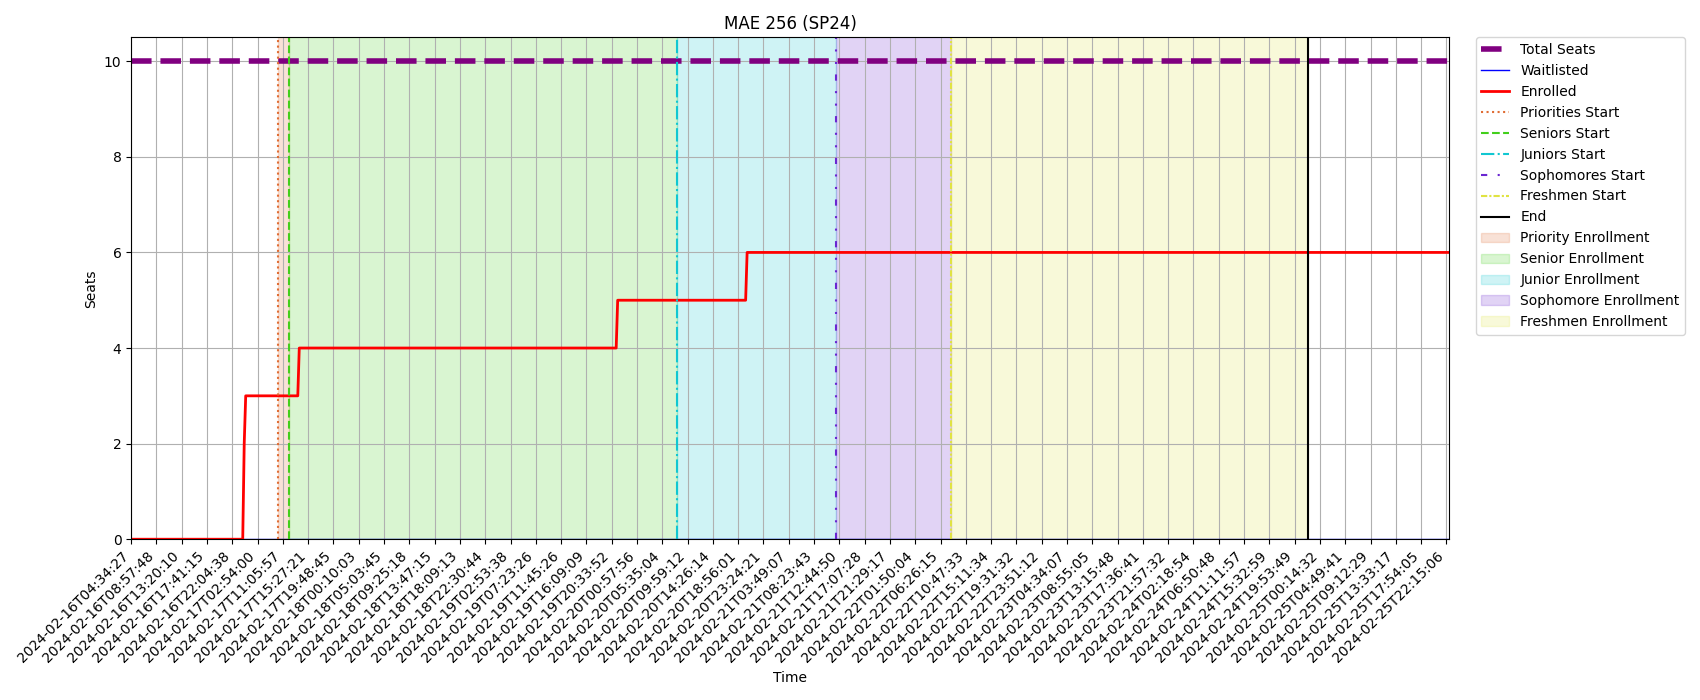 MAE 256 (SP24)
Seats
10
8
6
4
2
0
2024-02-16T04:34:27
2024-02-16T08:57:48
2024-02-16T13:20:10
2024-02-16T17:41:15
2024-02-16T22:04:38
2024-02-17T02:54:00
2024-02-17T11:05:57
2024-02-17T15:27:21
2024-02-17T19:48:45
2024-02-18T00:10:03
2024-02-18T05:03:45
2024-02-18T09:25:18
2024-02-18T13:47:15
2024-02-18T18:09:13
2024-02-18T22:30:44
2024-02-19T02:53:38
2024-02-19T07:23:26
2024-02-19T11:45:26
2024-02-19T16:09:09
2024-02-19T20:33:52
2024-02-20T00:57:56
2024-02-20T05:35:04
2024-02-20T09:59:12
2024-02-20T14:26:14
2024-02-20T18:56:01
2024-02-20T23:24:21
2024-02-21T03:49:07
2024-02-21T08:23:43
2024-02-21T12:44:50
2024-02-21T17:07:28
2024-02-21T21:29:17
2024-02-22T01:50:04
2024-02-22T06:26:15
2024-02-22T10:47:33
2024-02-22T15:11:34
2024-02-22T19:31:32
2024-02-22T23:51:12
2024-02-23T04:34:07
2024-02-23T08:55:05
2024-02-23T13:15:48
2024-02-23T17:36:41
2024-02-23T21:57:32
2024-02-24T02:18:54
2024-02-24T06:50:48
2024-02-24T11:11:57
2024-02-24T15:32:59
2024-02-24T19:53:49
2024-02-25T00:14:32
2024-02-25T04:49:41
2024-02-25T09:12:29
2024-02-25T13:33:17
2024-02-25T17:54:05
2024-02-25T22:15:06
Time
Total Seats
Waitlisted
Enrolled
Priorities Start
Seniors Start
Juniors Start
Sophomores Start
Freshmen Start
End
Priority Enrollment
Senior Enrollment
Junior Enrollment
Sophomore Enrollment
Freshmen Enrollment